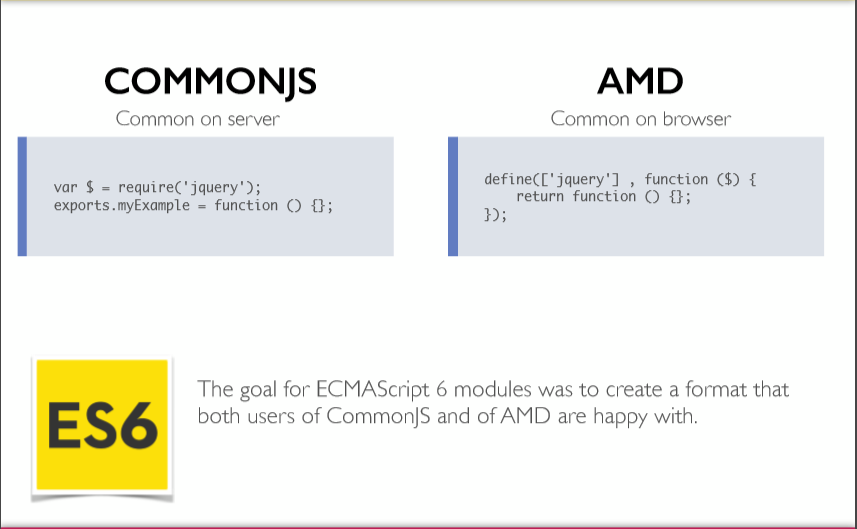 COMMONJS
Common on server
var $ = require('jquery');
exports.myExample = function () {};
AMD
Common on browser
define(['jquery'] , function ($) {
    return function () {};
});
ES6
The goal for ECMAScript 6 modules was to create a format that
both users of CommonJS and of AMD are happy with.